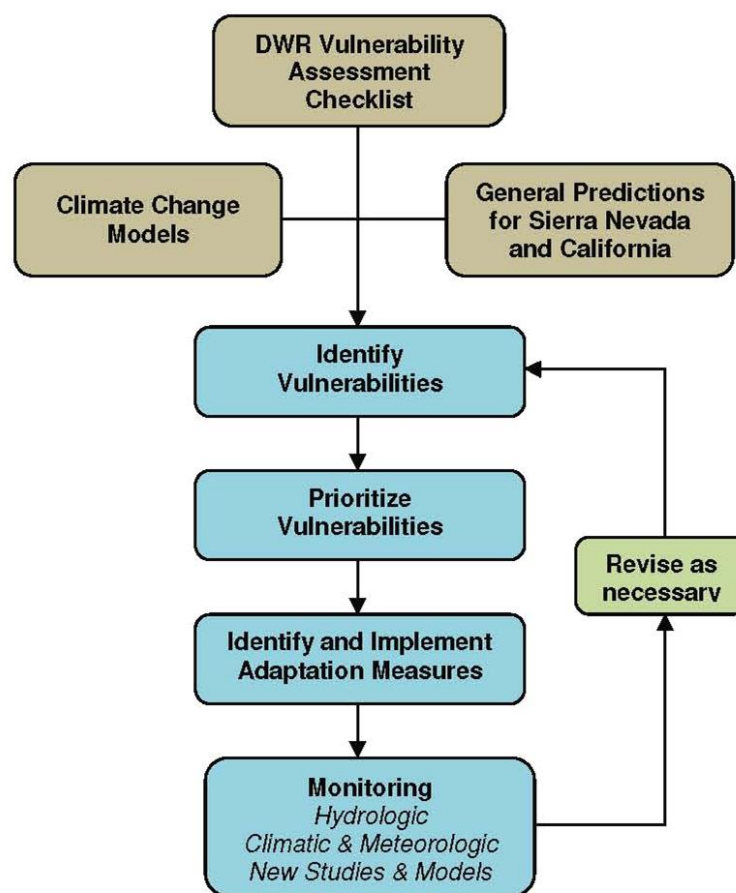 DWR Vulnerability
Assessment
Checklist
Climate Change
Models
General Predictions
for Sierra Nevada
and California
Identify
Vulnerabilities
Prioritize
Vulnerabilities
Revise as
necessary
Identify and Implement
Adaptation Measures
Monitoring
Hydrologic
Climatic & Meteorologic
New Studies & Models